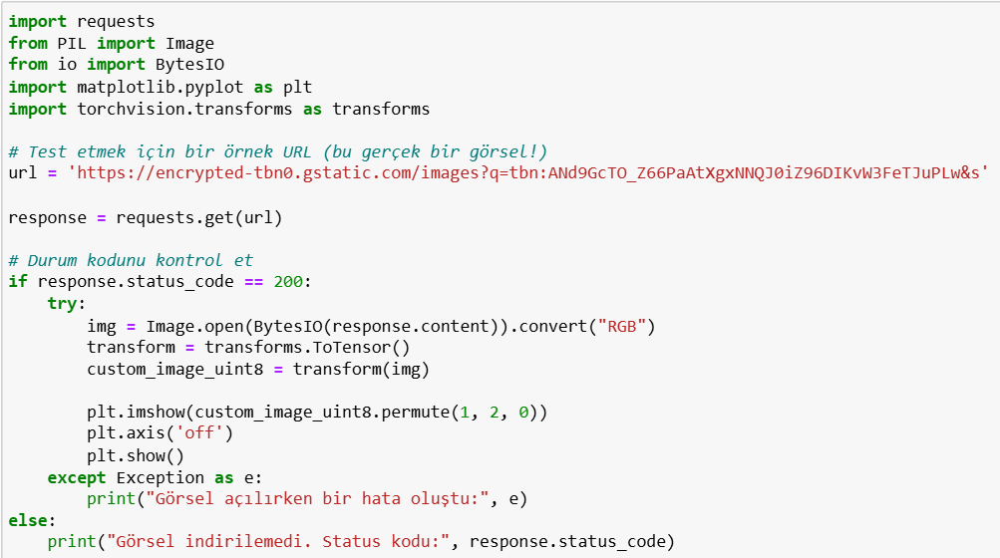 import requests
from PIL import Image
from io import BytesIO
import matplotlib.pyplot as plt
import torchvision.transforms as transforms

# Test etmek için bir örnek URL (bu gerçek bir görsel!)
url = 'https://encrypted-tbn0.gstatic.com/images?q=tbn:ANd9GcTO_Z66PaAtXgxNNQJ0iZ96DIKvW3FeTJuPLw&s'

response = requests.get(url)

# Durum kodunu kontrol et
if response.status_code == 200:
    try:
        img = Image.open(BytesIO(response.content)).convert("RGB")
        transform = transforms.ToTensor()
        custom_image_uint8 = transform(img)

        plt.imshow(custom_image_uint8.permute(1, 2, 0))
        plt.axis('off')
        plt.show()
    except Exception as e:
        print("Görsel açılırken bir hata oluştu:", e)
else:
    print("Görsel indirilemedi. Status kodu:", response.status_code)